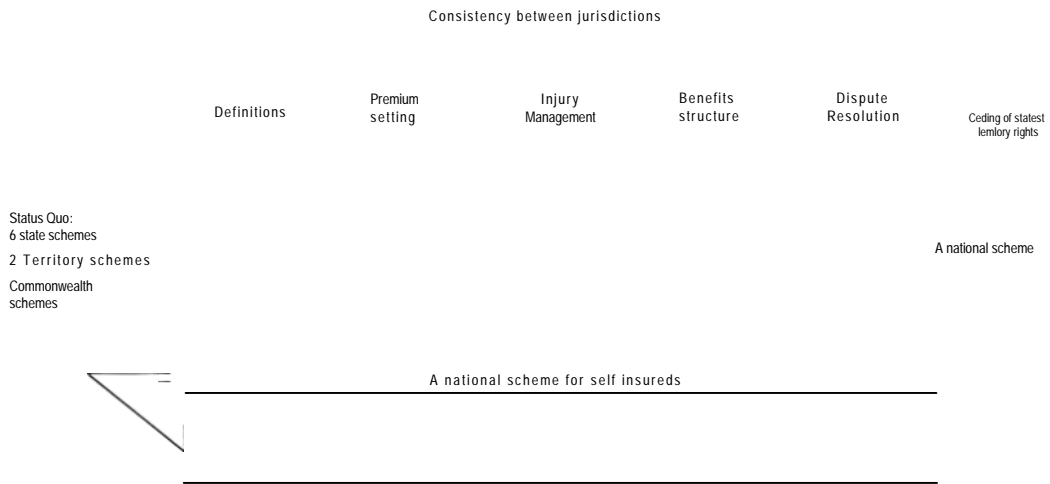 Consistency between jurisdictions
Definitions
Premium
setting
Injury
Management
Benefits
structure
Dispute
Resolution
Ceding of statest
lemlory rights
Status Quo:
6 state schemes
2 Territory schemes
Commonwealth
schemes
A national scheme
A national scheme for self insureds